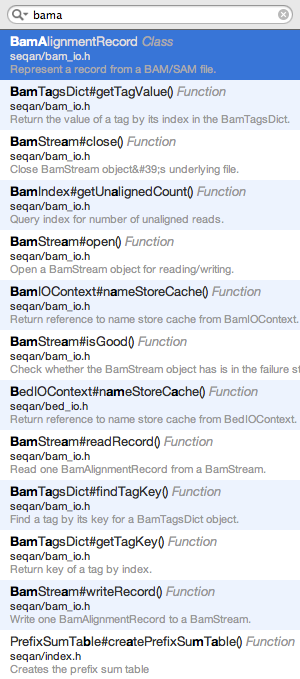 bama
BamAlignmentRecord Class
seqan/bam_io.h
Represent a record from a BAM/SAM file.
BamTagsDict#getTagValue() Function
seqan/bam_io.h
Return the value of a tag by its index in the BamTagsDict.
BamStream#close() Function
seqan/bam_io.h
Close BamStream object&#39;s underlying file.
BamIndex#getUnalignedCount() Function
seqan/bam_io.h
Query index for number of unaligned reads.
BamStream#open() Function
seqan/bam_io.h
Open a BamStream object for reading/writing.
BamIOContext#nameStoreCache() Function
seqan/bam_io.h
Return reference to name store cache from BamIOContext.
BamStream#isGood() Function
seqan/bam_io.h
Check whether the BamStream object has is in the failure st
BedIOContext#nameStoreCache() Function
seqan/bed_io.h
Return reference to name store cache from BedIOContext.
BamStream#readRecord() Function
seqan/bam_io.h
Read one BamAlignmentRecord from a BamStream.
BamTagsDict#findTagKey() Function
seqan/bam_io.h
Find a tag by its key for a BamTagsDict object.
BamTagsDict#getTagKey() Function
seqan/bam_io.h
Return key of a tag by index.
BamStream#writeRecord() Function
seqan/bam_io.h
Write one BamAlignmentRecord to a BamStream.
PrefixSumTable#createPrefixSumTable() Function
seqan/index.h
Creates the prefix sum table